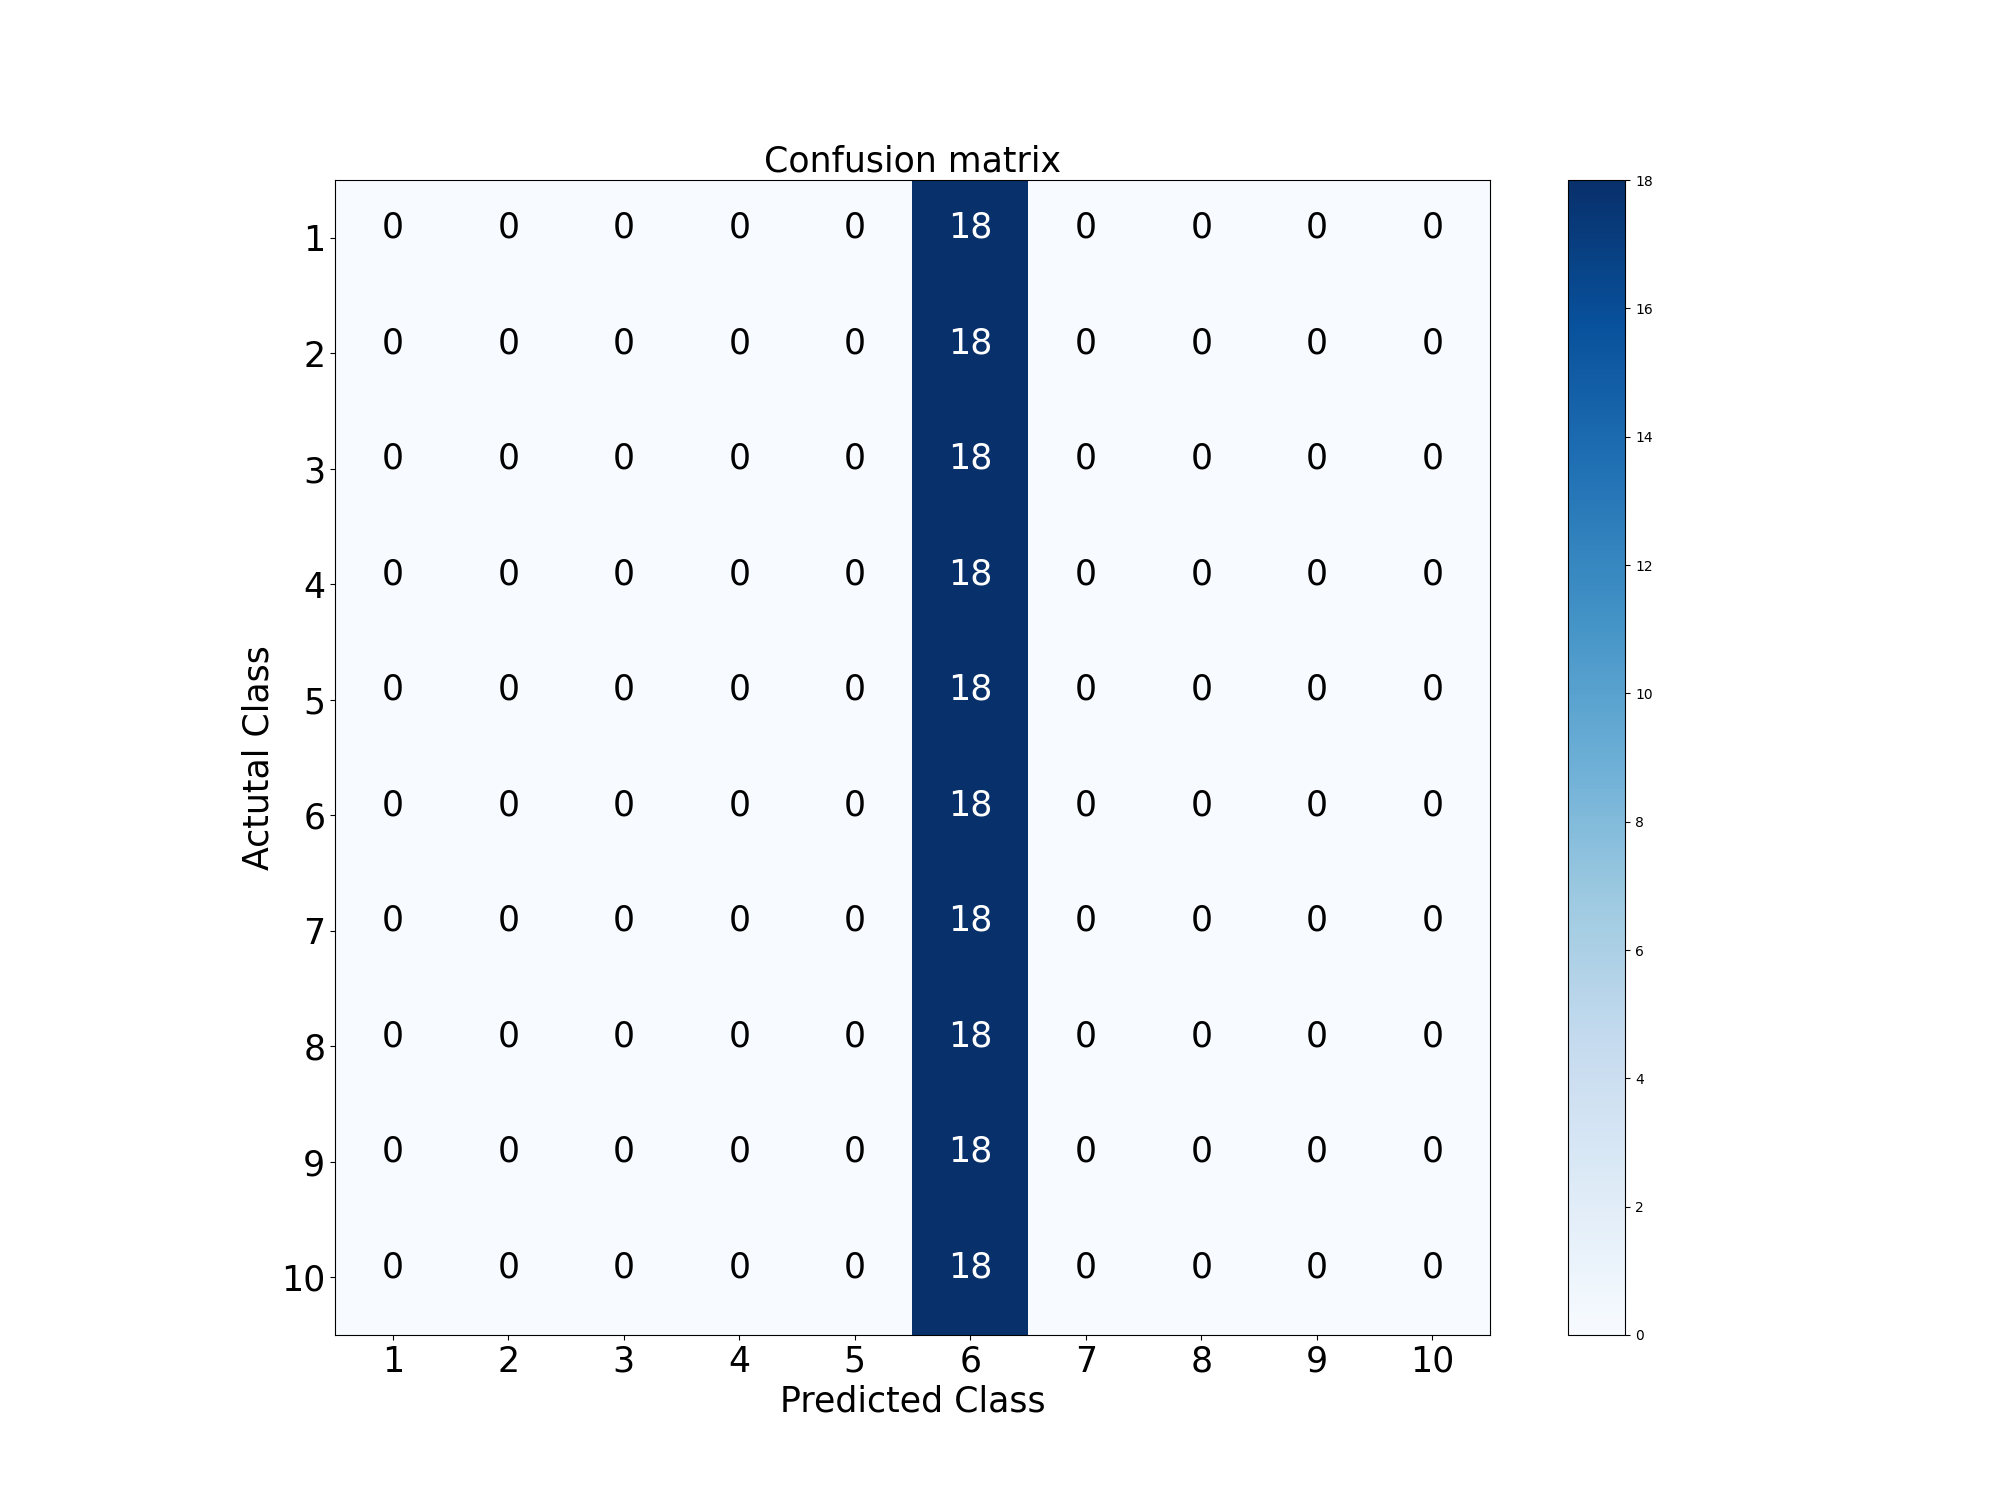 Confusion matrix
1 0 0 0 0 0 18 0 0 0 0
2 0 0 0 0 0 18 0 0 0 0
3 0 0 0 0 0 18 0 0 0 0
4 0 0 0 0 0 18 0 0 0 0
5 0 0 0 0 0 18 0 0 0 0
6 0 0 0 0 0 18 0 0 0 0
7 0 0 0 0 0 18 0 0 0 0
8 0 0 0 0 0 18 0 0 0 0
9 0 0 0 0 0 18 0 0 0 0
10 0 0 0 0 0 18 0 0 0 0
1 2 3 4 5 6 7 8 9 10
Predicted Class
Actutal Class
18
16
14
12
10
8
6
4
2
0